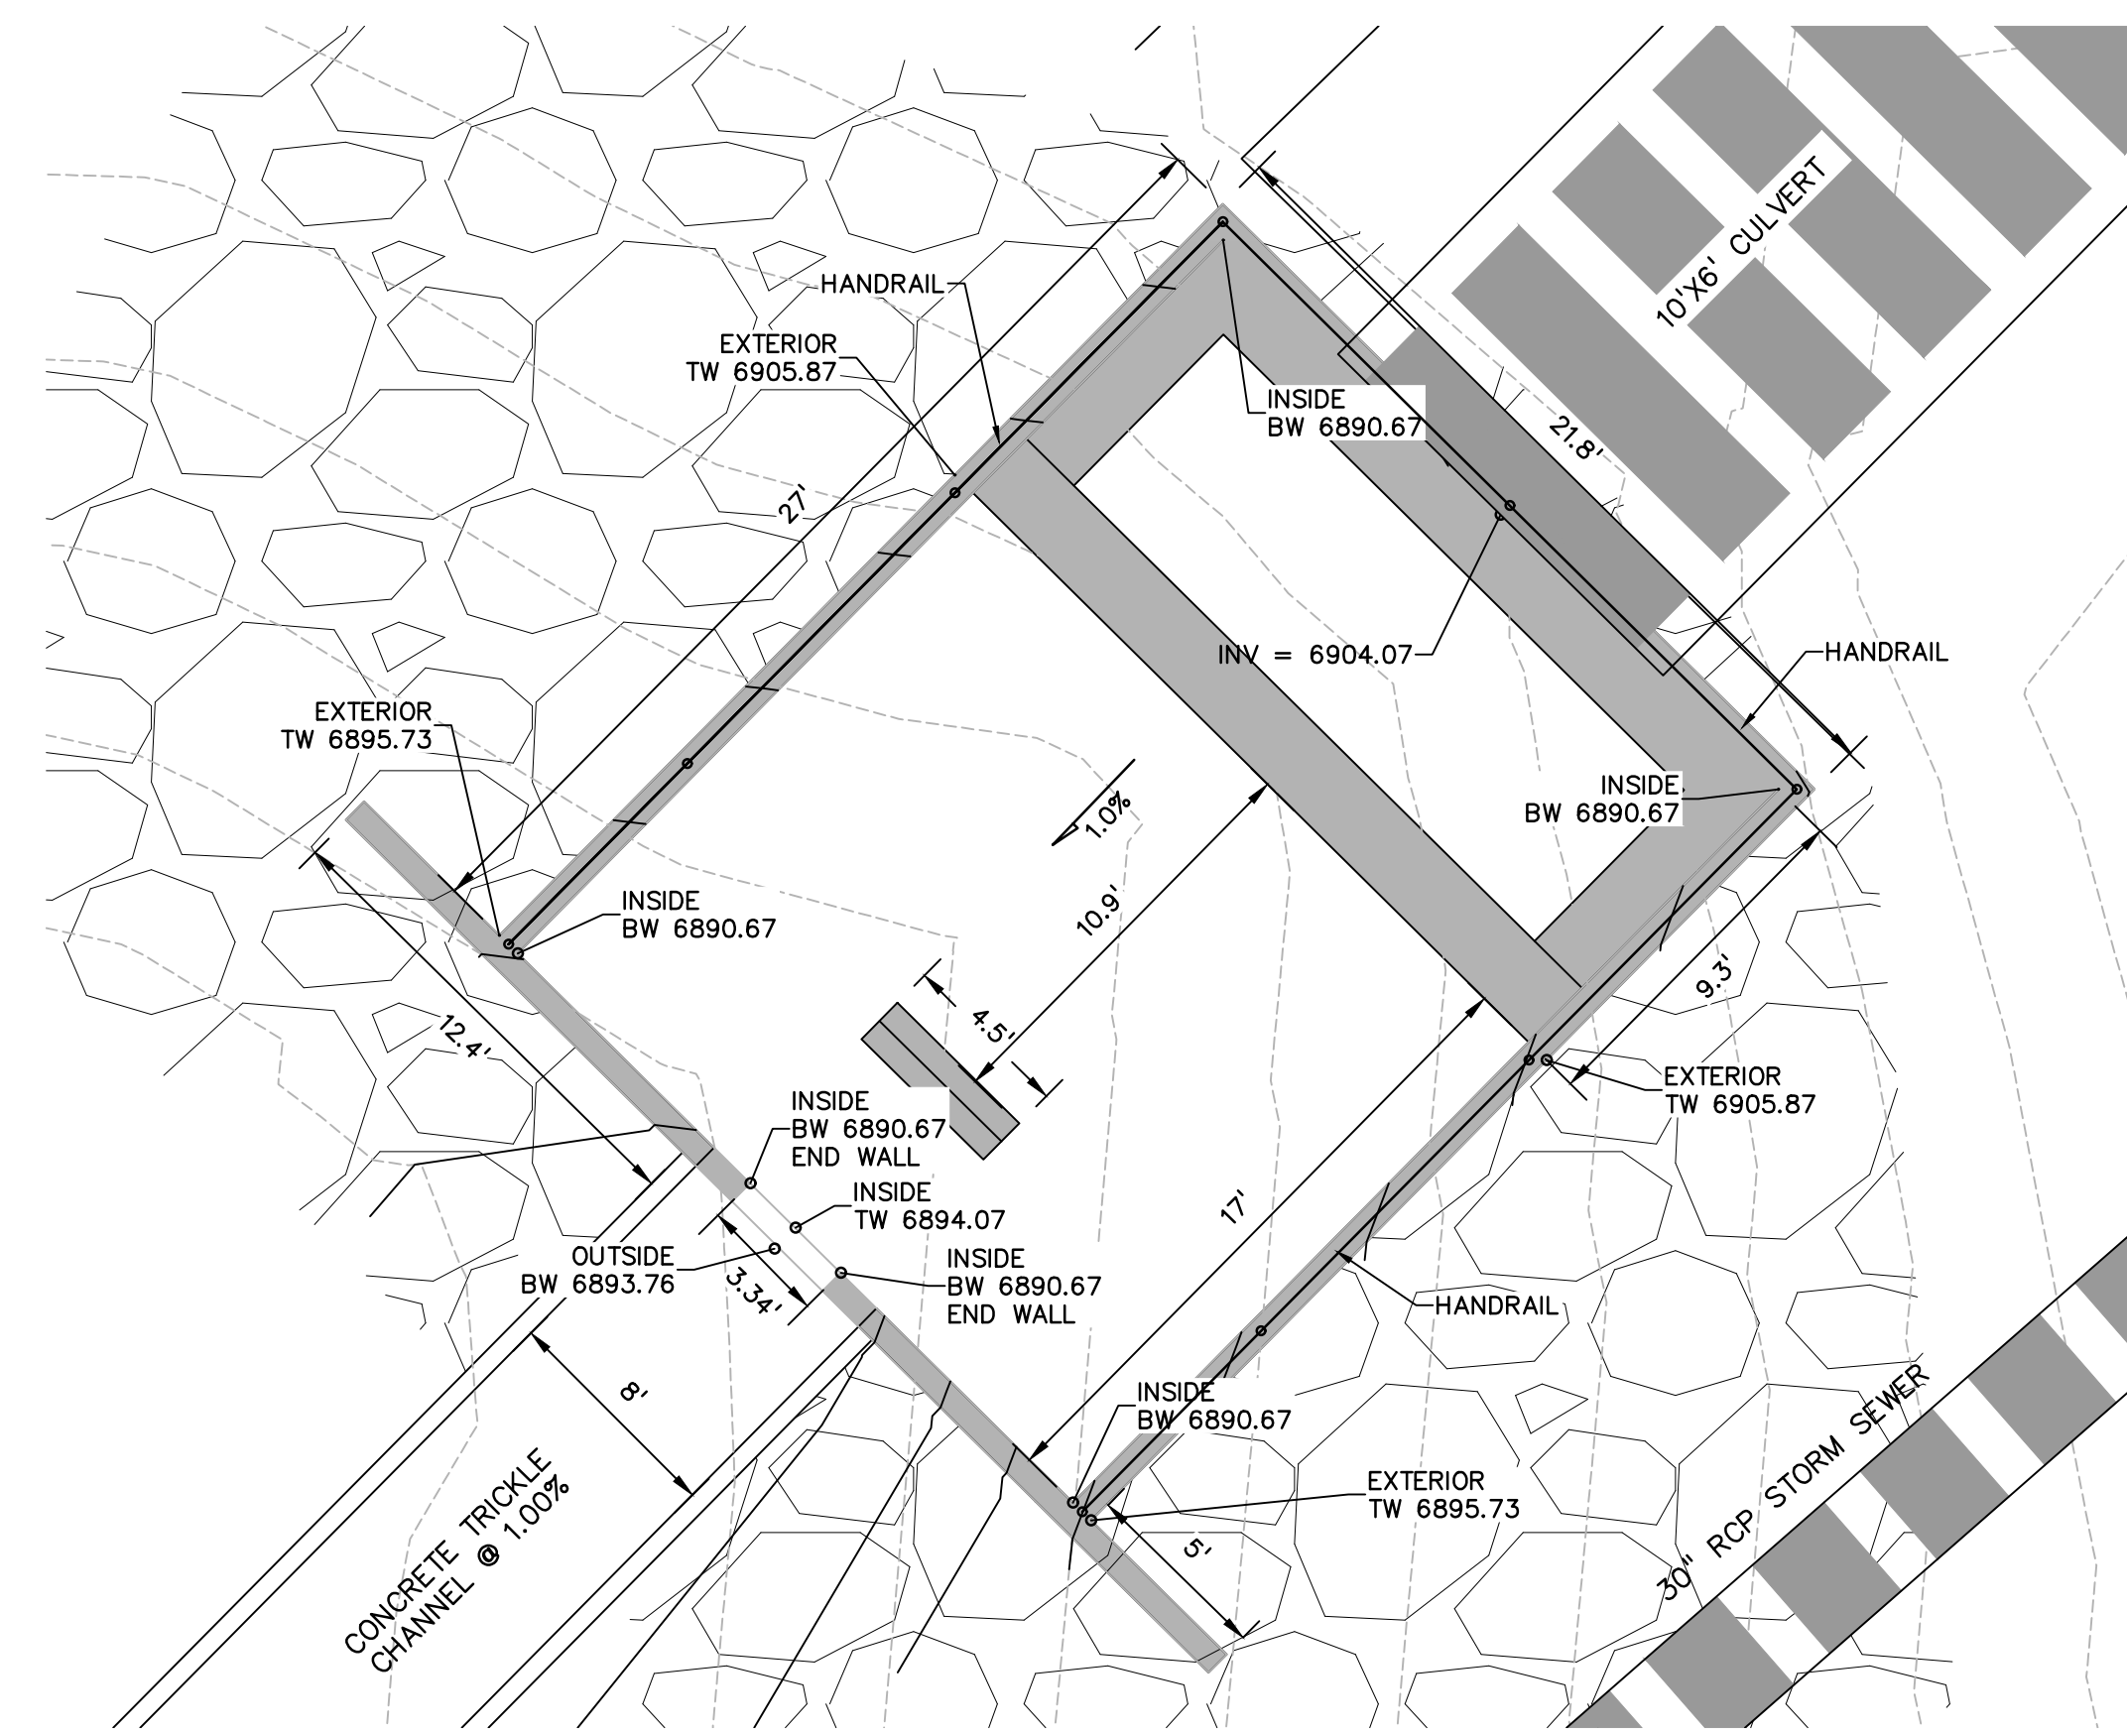 10'X6' CULVERT
HANDRAIL
EXTERIOR
TW 6905.87
INSIDE
BW 6890.67
21.8'
27'
INV = 6904.07
HANDRAIL
EXTERIOR
TW 6895.73
INSIDE
BW 6890.67
1.0%
INSIDE
BW 6890.67
10.9'
9.3'
12.4'
4.5'
EXTERIOR
TW 6905.87
INSIDE
BW 6890.67
END WALL
INSIDE
TW 6894.07
17'
OUTSIDE
BW 6893.76
INSIDE
BW 6890.67
END WALL
3.34'
HANDRAIL
8'
INSIDE
BW 6890.67
EXTERIOR
TW 6895.73
5'
30" RCP STORM SEWER
CONCRETE TRICKLE
CHANNEL @ 1.00%